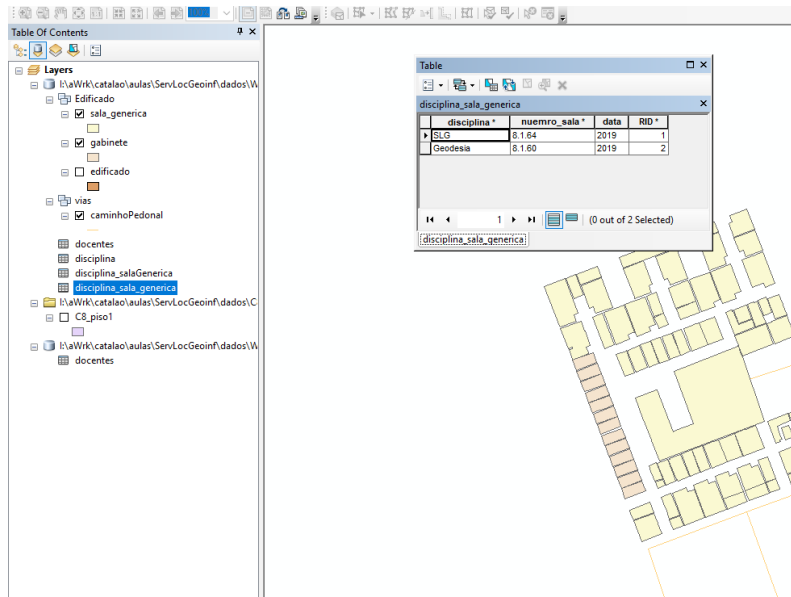 Table Of Contents
Layers
I:\aWrk\catalao\aulas\ServLocGeoinf\dados\W
Edificado
sala_generica
gabinete
edificado
vias
caminhoPedonal
docentes
disciplina
disciplina_salaGenerica
disciplina_sala_generica
I:\aWrk\catalao\aulas\ServLocGeoinf\dados\C
C8_piso1
I:\aWrk\catalao\aulas\ServLocGeoinf\dados\W
docentes
Table
disciplina_sala_generica
disciplina * nuemro_sala * data RID *
SLG 8.1.64 2019 1
Geodesia 8.1.60 2019 2
1 (0 out of 2 Selected)
disciplina_sala_generica